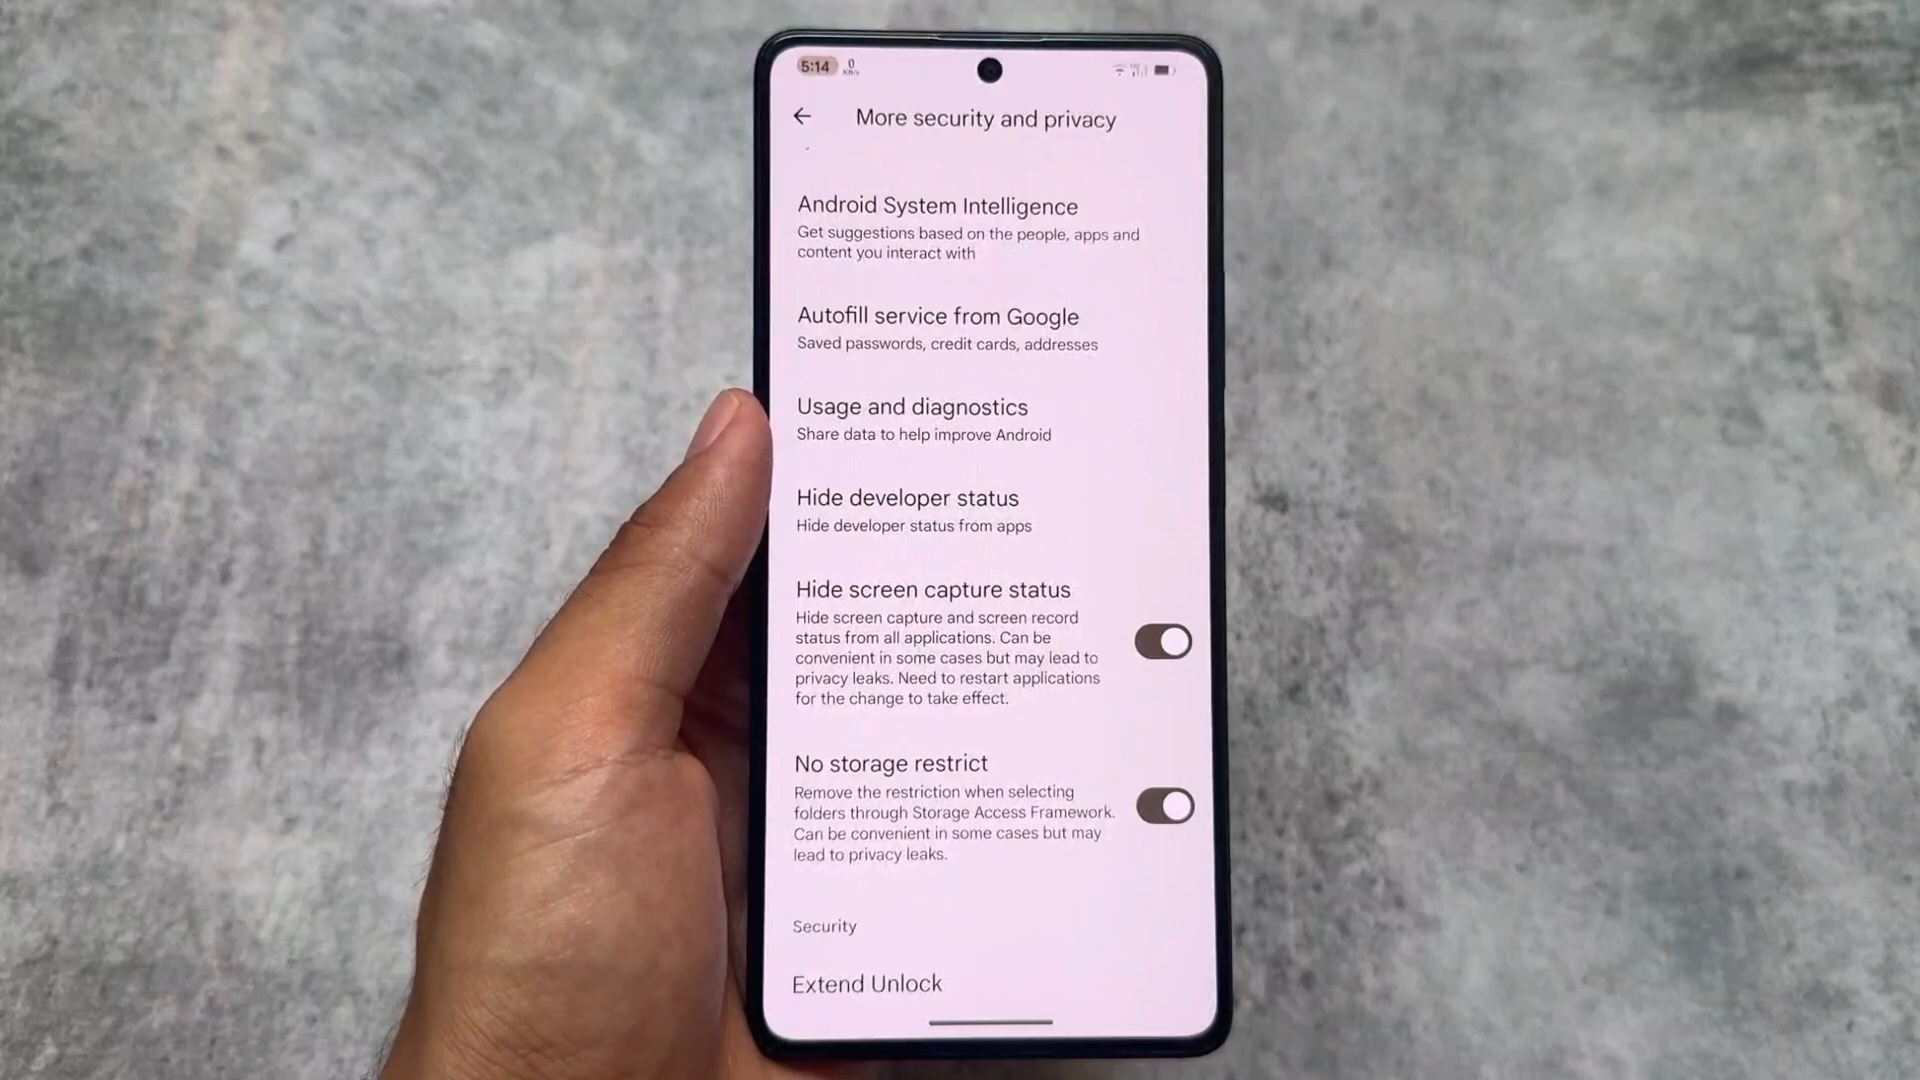 5:14 0
KB/s
More security and privacy
Android System Intelligence
Get suggestions based on the people, apps and
content you interact with
Autofill service from Google
Saved passwords, credit cards, addresses
Usage and diagnostics
Share data to help improve Android
Hide developer status
Hide developer status from apps
Hide screen capture status
Hide screen capture and screen record
status from all applications. Can be
convenient in some cases but may lead to
privacy leaks. Need to restart applications
for the change to take effect.
No storage restrict
Remove the restriction when selecting
folders through Storage Access Framework.
Can be convenient in some cases but may
lead to privacy leaks.
Security
Extend Unlock